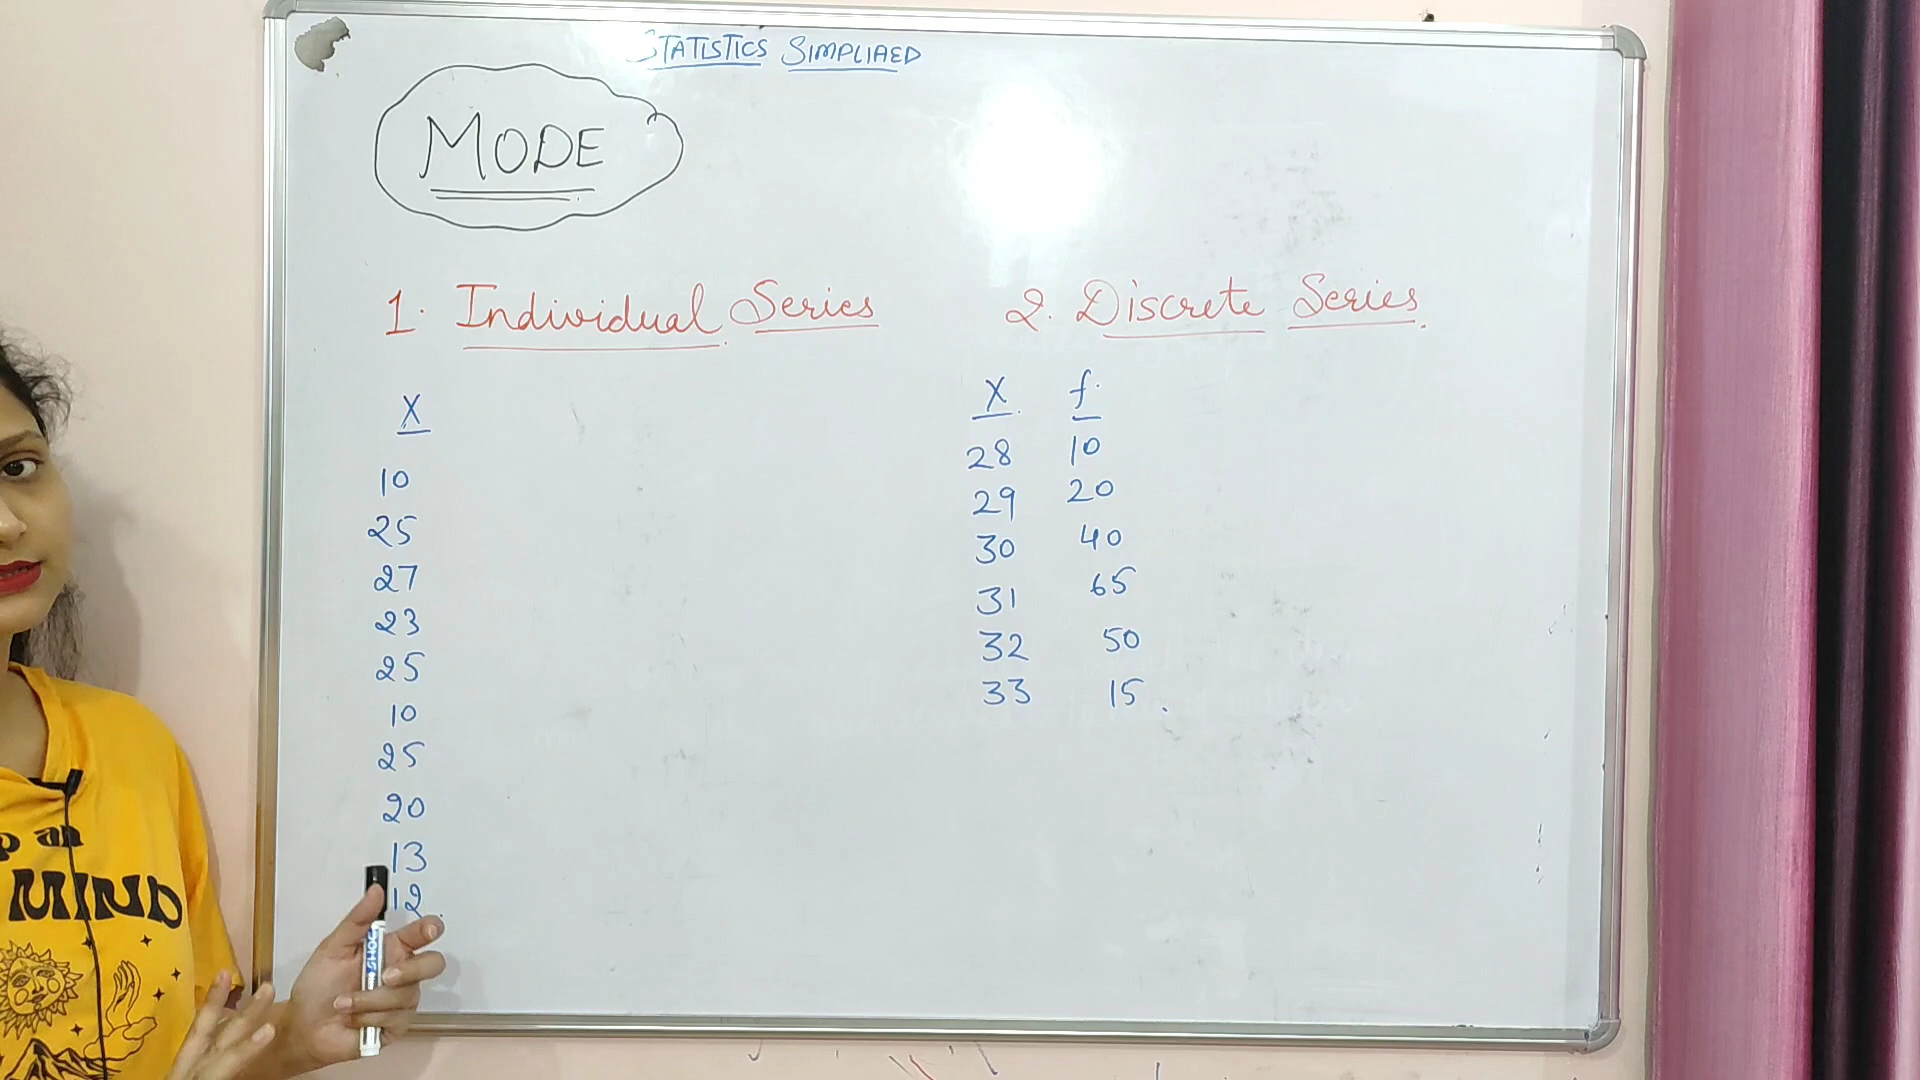 STATISTICS SIMPLIFIED
MODE
1. Individual Series
X
10
25
27
23
25
10
25
20
13
12.
2. Discrete Series.
X. f.
28 10
29 20
30 40
31 65
32 50
33 15.
MIND